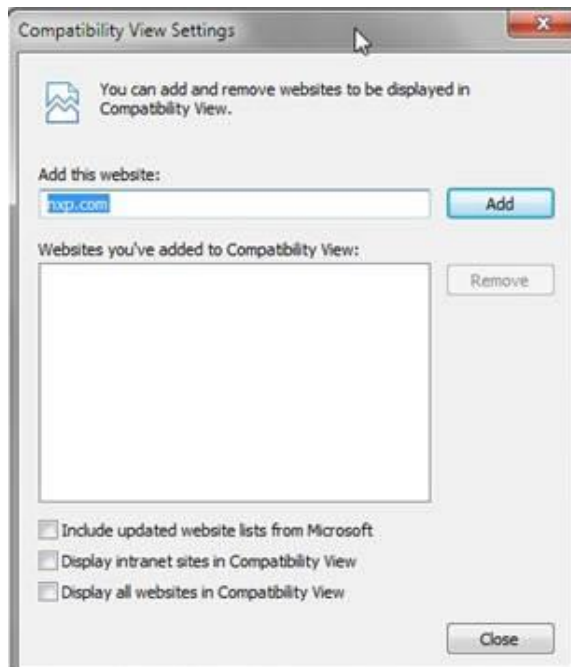 Compatibility View Settings
You can add and remove websites to be displayed in
Compatibility View.
Add this website:
nxp.com
Add
Websites you've added to Compatibility View:
Remove
Include updated website lists from Microsoft
Display intranet sites in Compatibility View
Display all websites in Compatibility View
Close